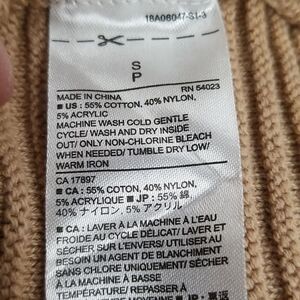 18A08047-S1-3
S
P
MADE IN CHINA
RN 54023
■ US : 55% COTTON, 40% NYLON,
5% ACRYLIC
MACHINE WASH COLD GENTLE
CYCLE/ WASH AND DRY INSIDE
OUT/ ONLY NON-CHLORINE BLEACH
WHEN NEEDED/ TUMBLE DRY LOW/
WARM IRON
CA 17897
■ CA : 55% COTON, 40% NYLON,
5% ACRYLIQUE ■ JP : 55% 綿,
40% ナイロン, 5% アクリル
■ CA : LAVER À LA MACHINE À L'EAU
FROIDE AU CYCLE DÉLICAT/ LAVER ET
SÉCHER SUR L'ENVERS/ UTILISER AU
BESOIN UN AGENT DE BLANCHIMENT
SANS CHLORE UNIQUEMENT/ SÉCHER
À LA MACHINE À BASSE
TEMPÉRATURE/ REPASSER À
MOYENNE ■ JP :